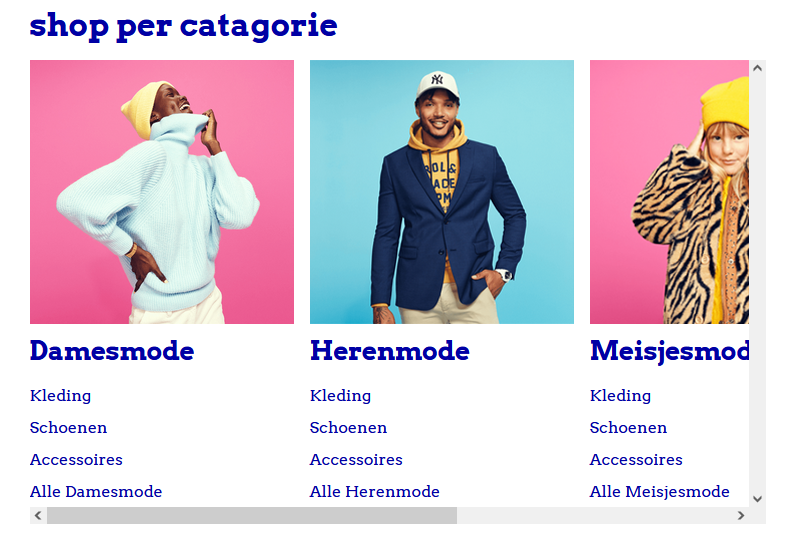 shop per catagorie
NY
Damesmode
Kleding
Schoenen
Accessoires
Alle Damesmode
Herenmode
Kleding
Schoenen
Accessoires
Alle Herenmode
Meisjesmod
Kleding
Schoenen
Accessoires
Alle Meisjesmode